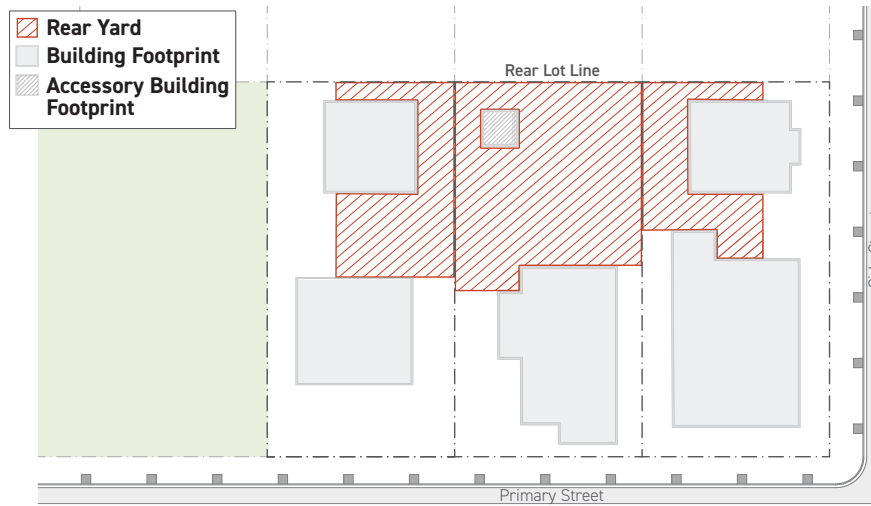 Rear Yard
Building Footprint
Accessory Building
Footprint
Rear Lot Line
Primary Street